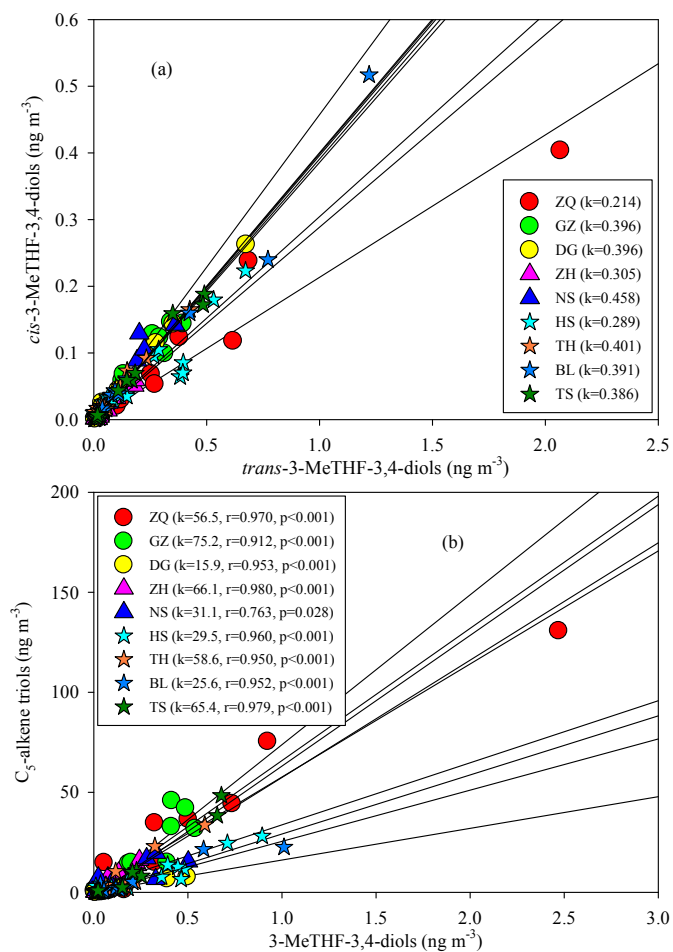 0.6
0.5
0.4
0.3
0.2
0.1
0.0
cis-3-MeTHF-3,4-diols (ng m-3)
(a)
ZQ (k=0.214)
GZ (k=0.396)
DG (k=0.396)
ZH (k=0.305)
NS (k=0.458)
HS (k=0.289)
TH (k=0.401)
BL (k=0.391)
TS (k=0.386)
0.0 0.5 1.0 1.5 2.0 2.5
trans-3-MeTHF-3,4-diols (ng m-3)
200
150
100
50
0
C5-alkene triols (ng m-3)
ZQ (k=56.5, r=0.970, p<0.001)
GZ (k=75.2, r=0.912, p<0.001)
DG (k=15.9, r=0.953, p<0.001)
ZH (k=66.1, r=0.980, p<0.001)
NS (k=31.1, r=0.763, p=0.028)
HS (k=29.5, r=0.960, p<0.001)
TH (k=58.6, r=0.950, p<0.001)
BL (k=25.6, r=0.952, p<0.001)
TS (k=65.4, r=0.979, p<0.001)
(b)
0.0 0.5 1.0 1.5 2.0 2.5 3.0
3-MeTHF-3,4-diols (ng m-3)